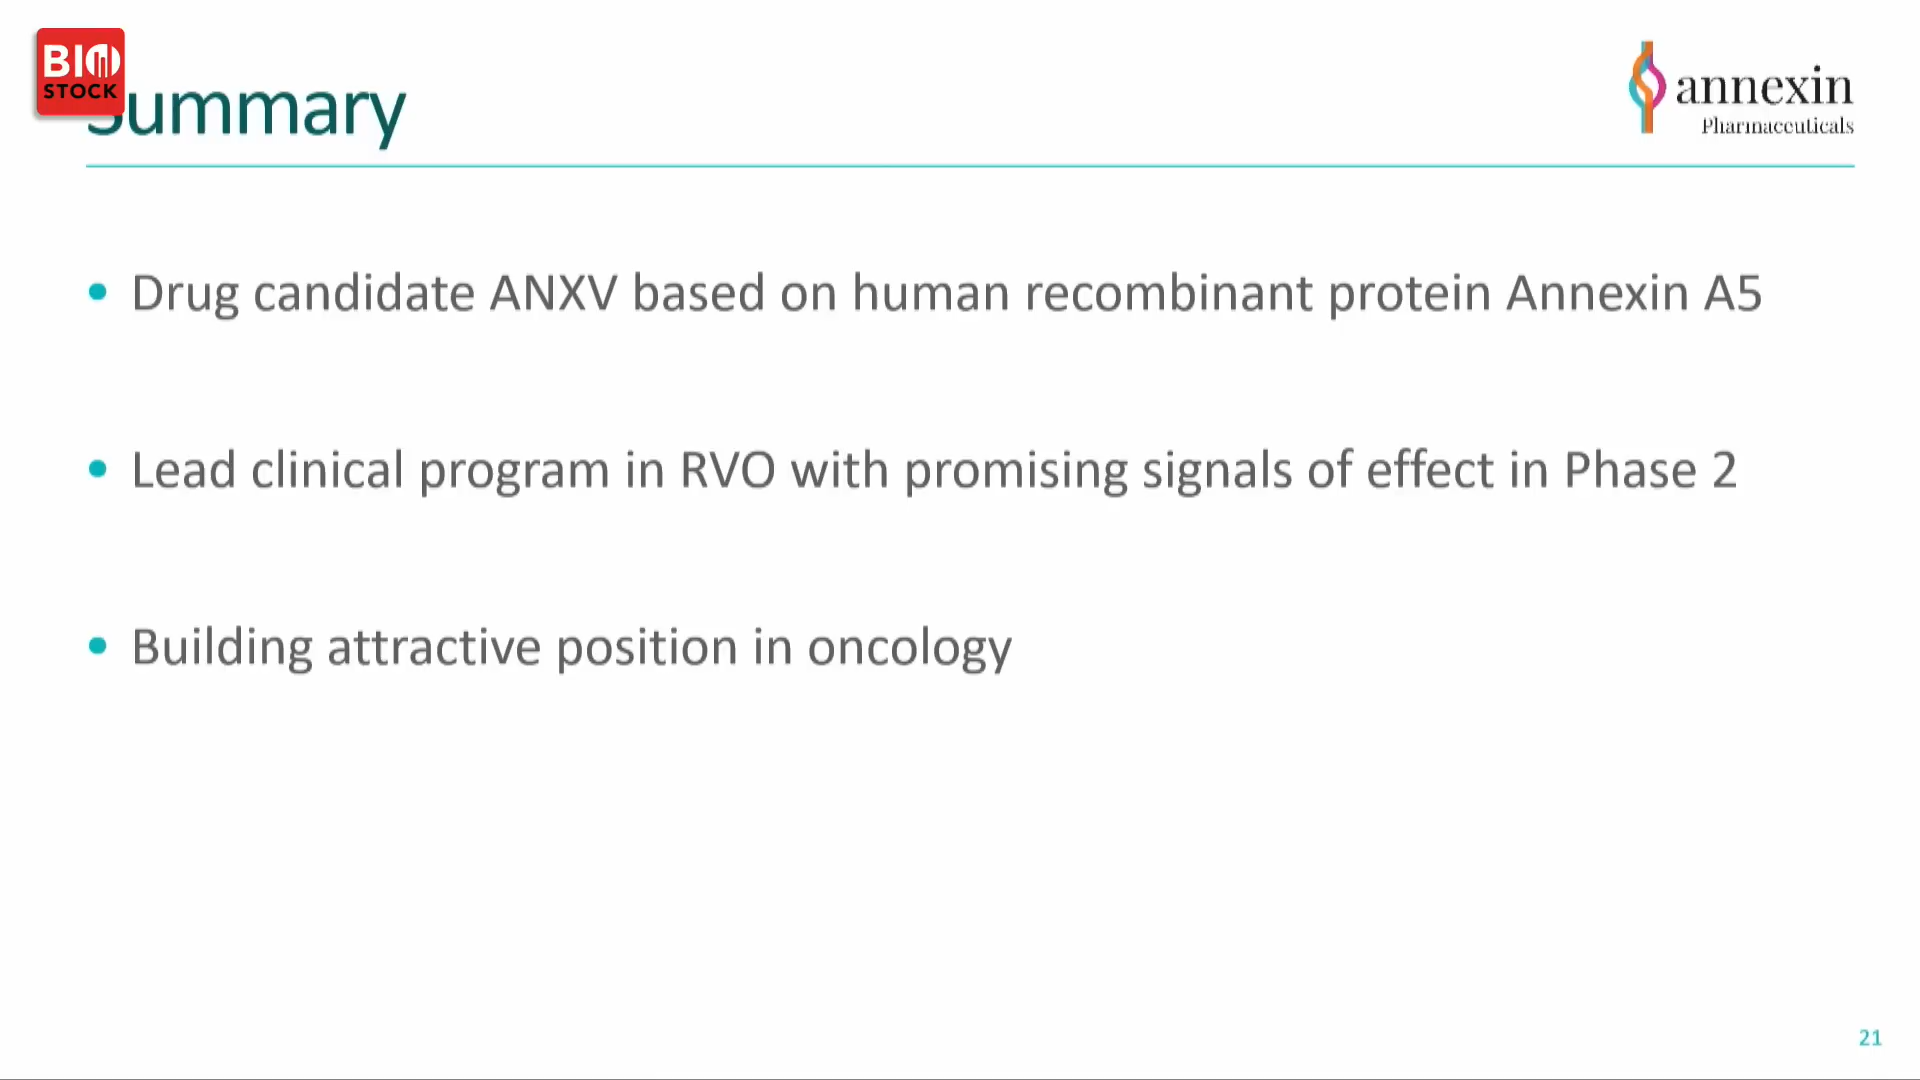 BIO
STOCK
Summary
annexin
Pharmaceuticals
• Drug candidate ANXV based on human recombinant protein Annexin A5
• Lead clinical program in RVO with promising signals of effect in Phase 2
• Building attractive position in oncology
21